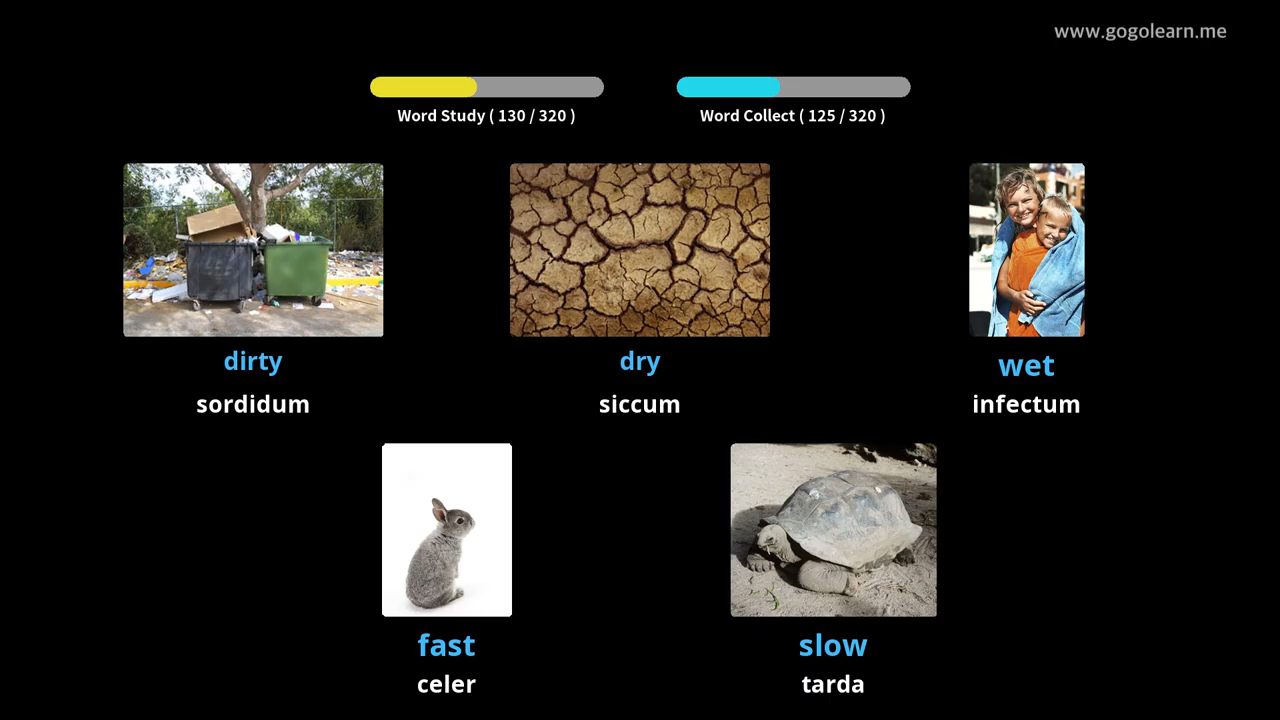 www.gogolearn.me
Word Study ( 130 / 320 )
Word Collect ( 125 / 320 )
dirty
dry
wet
sordidum
siccum
infectum
fast
slow
celer
tarda